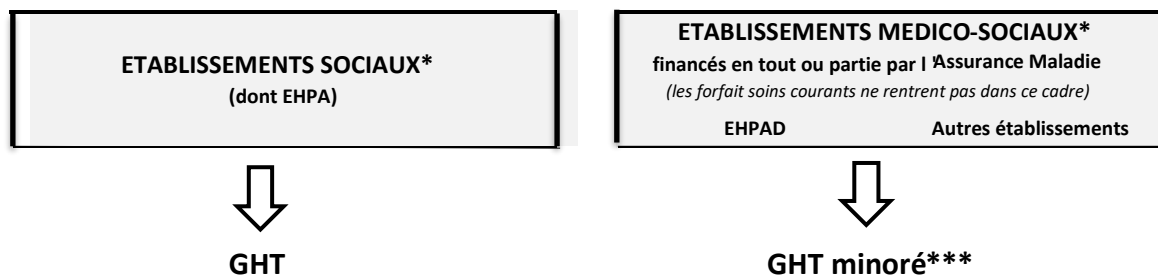 ETABLISSEMENTS SOCIAUX*
(dont EHPA)
ETABLISSEMENTS MEDICO-SOCIAUX*
financés en tout ou partie par l 'Assurance Maladie
(les forfait soins courants ne rentrent pas dans ce cadre)
EHPAD Autres établissements
GHT
GHT minoré***